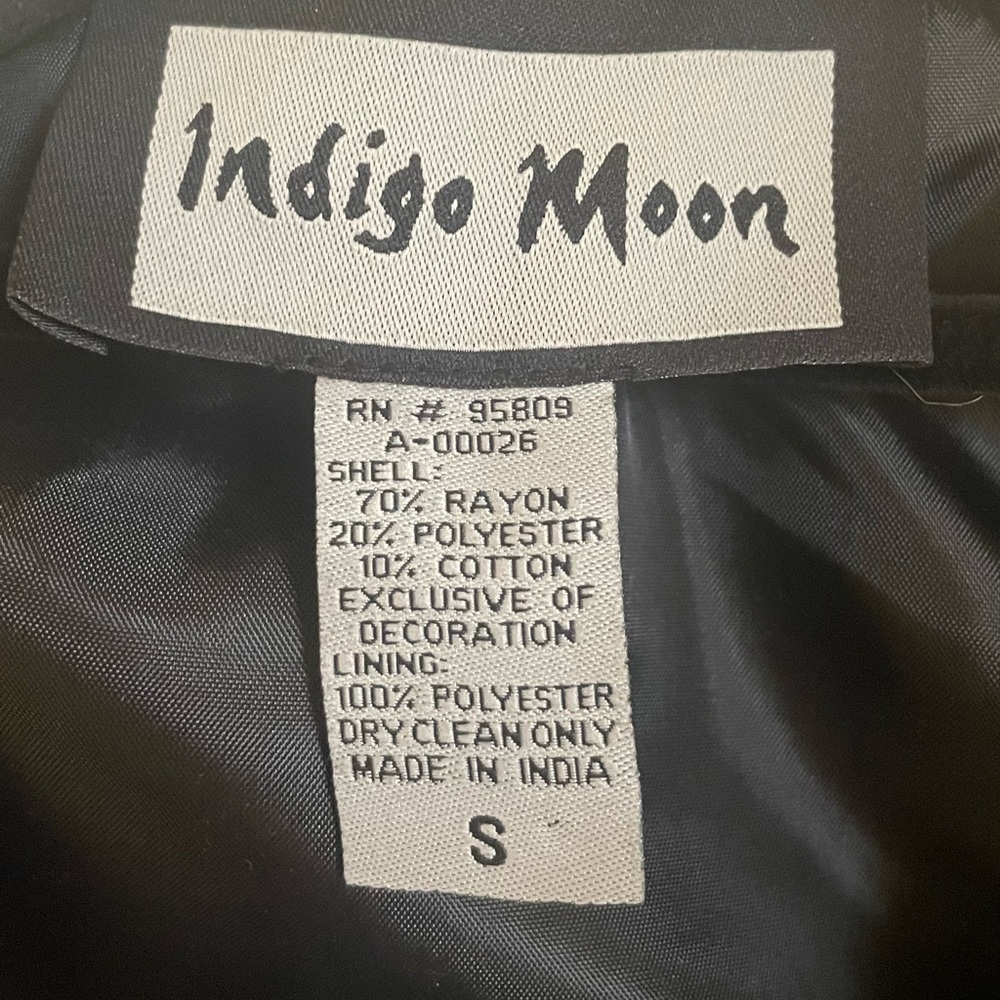 Indigo Moon
RN # 95809
A-00026
SHELL:
70% RAYON
20% POLYESTER
10% COTTON
EXCLUSIVE OF
DECORATION
LINING:
100% POLYESTER
DRY CLEAN ONLY
MADE IN INDIA
S